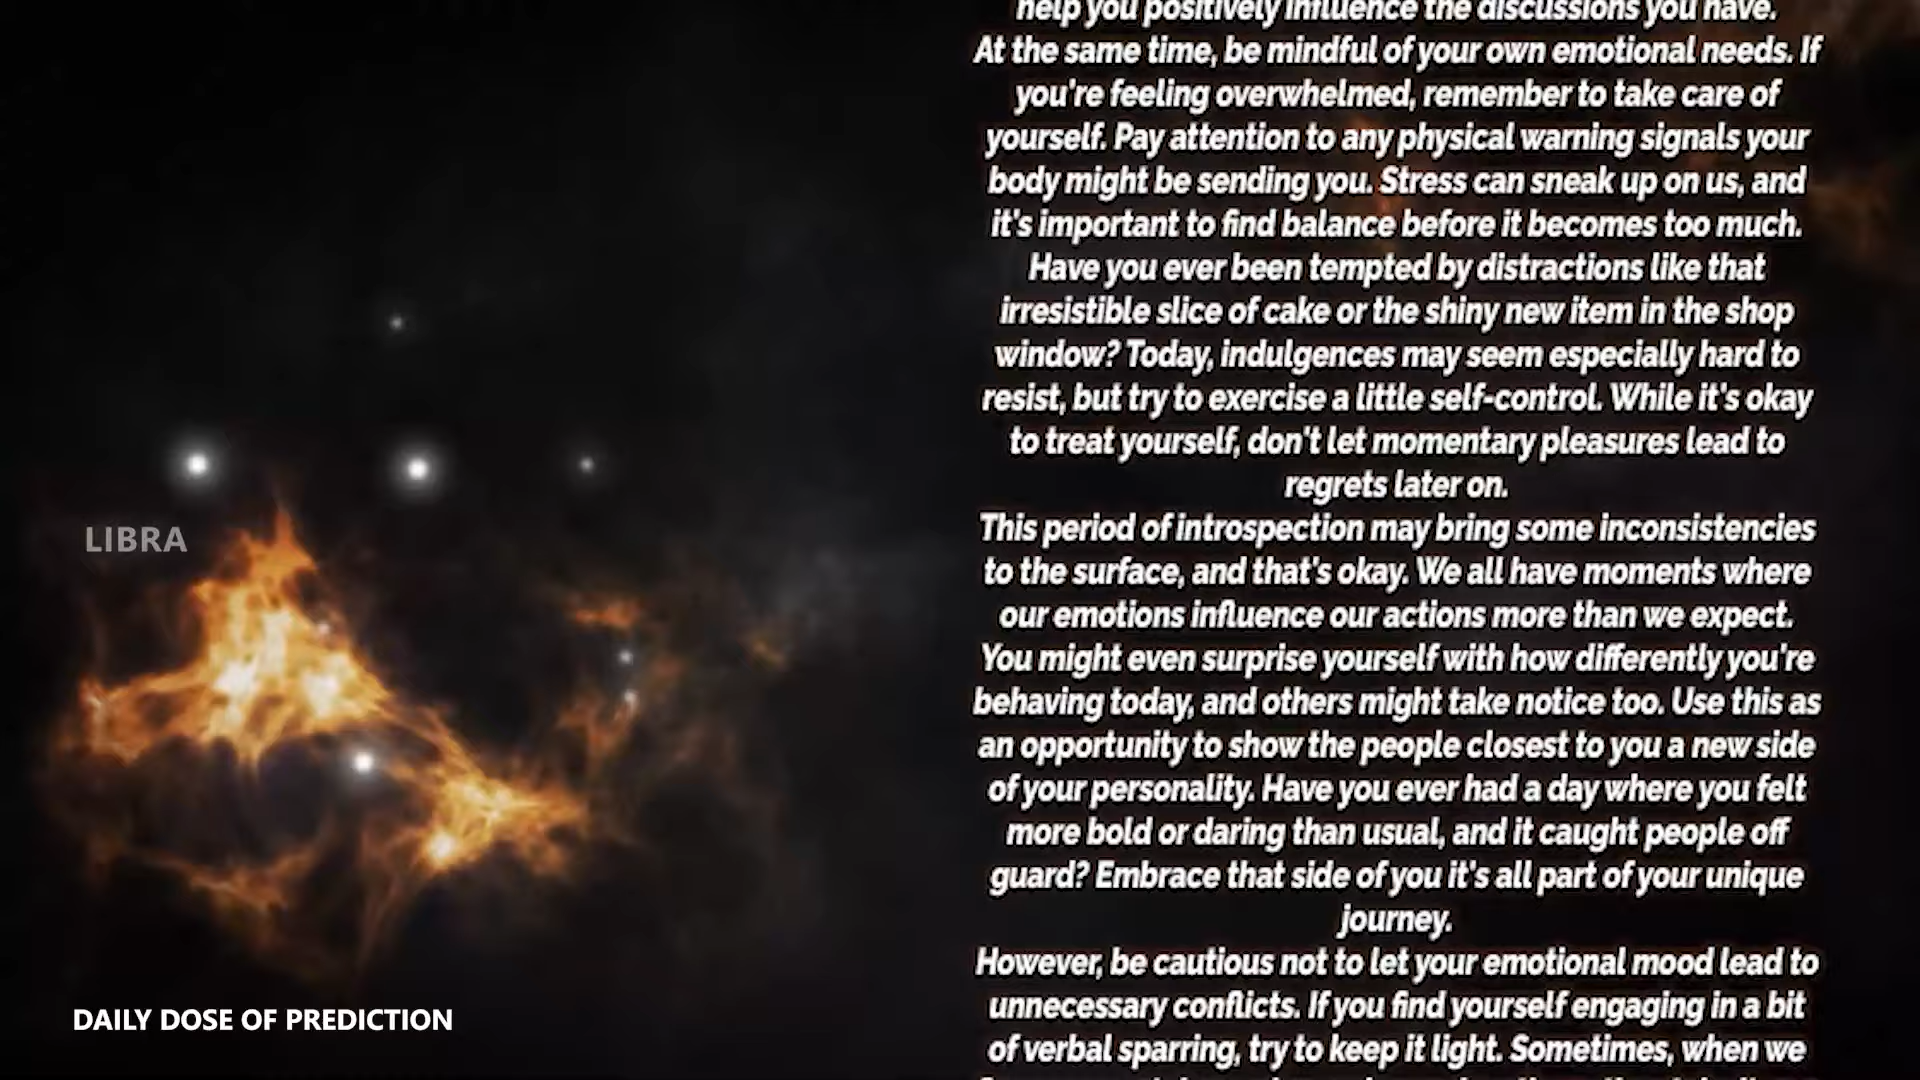 help you positively influence the discussions you have.
At the same time, be mindful of your own emotional needs. If
you're feeling overwhelmed, remember to take care of
yourself. Pay attention to any physical warning signals your
body might be sending you. Stress can sneak up on us, and
it's important to find balance before it becomes too much.
Have you ever been tempted by distractions like that
irresistible slice of cake or the shiny new item in the shop
window? Today, indulgences may seem especially hard to
resist, but try to exercise a little self-control. While it's okay
to treat yourself, don't let momentary pleasures lead to
regrets later on.
This period of introspection may bring some inconsistencies
to the surface, and that's okay. We all have moments where
our emotions influence our actions more than we expect.
You might even surprise yourself with how differently you're
behaving today, and others might take notice too. Use this as
an opportunity to show the people closest to you a new side
of your personality. Have you ever had a day where you felt
more bold or daring than usual, and it caught people off
guard? Embrace that side of you it's all part of your unique
journey.
However, be cautious not to let your emotional mood lead to
unnecessary conflicts. If you find yourself engaging in a bit
of verbal sparring, try to keep it light. Sometimes, when we
LIBRA
DAILY DOSE OF PREDICTION